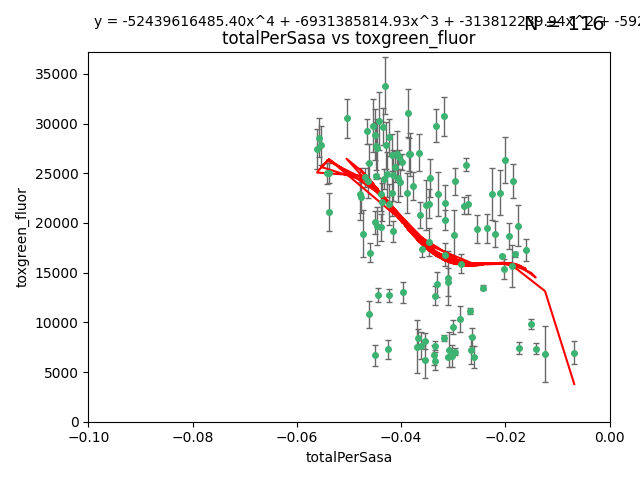 y = -52439616485.40x^4 + -6931385814.93x^3 + -313812
N = 116
totalPerSasa vs toxgreen_fluor
35000
30000
25000
20000
15000
10000
5000
0
toxgreen_fluor
−0.10 −0.08 −0.06 −0.04 −0.02 0.00
totalPerSasa